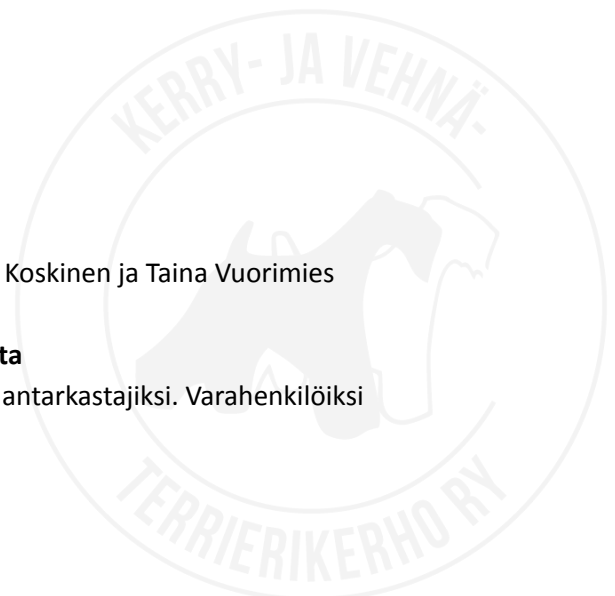 KERRY- JA VEHNÄ-
Koskinen ja Taina Vuorimies
ta
antarkastajiksi. Varahenkilöiksi
TERRIERIKERHO RY